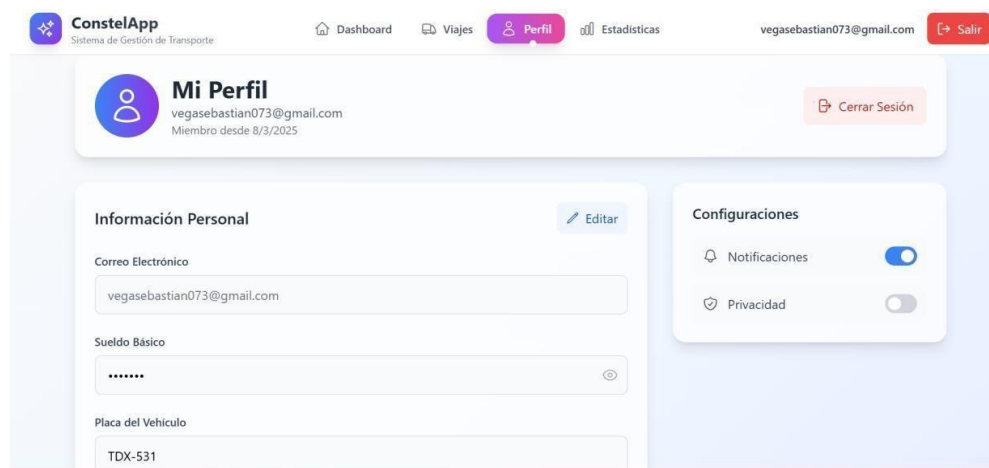 ConstelApp
Sistema de Gestión de Transporte
Dashboard
Viajes
Perfil
Estadísticas
vegasebastian073@gmail.com
Salir
Mi Perfil
vegasebastian073@gmail.com
Miembro desde 8/3/2025
Cerrar Sesión
Información Personal
Editar
Correo Electrónico
vegasebastian073@gmail.com
Sueldo Básico
•••••••
Placa del Vehículo
TDX-531
Configuraciones
Notificaciones
Privacidad